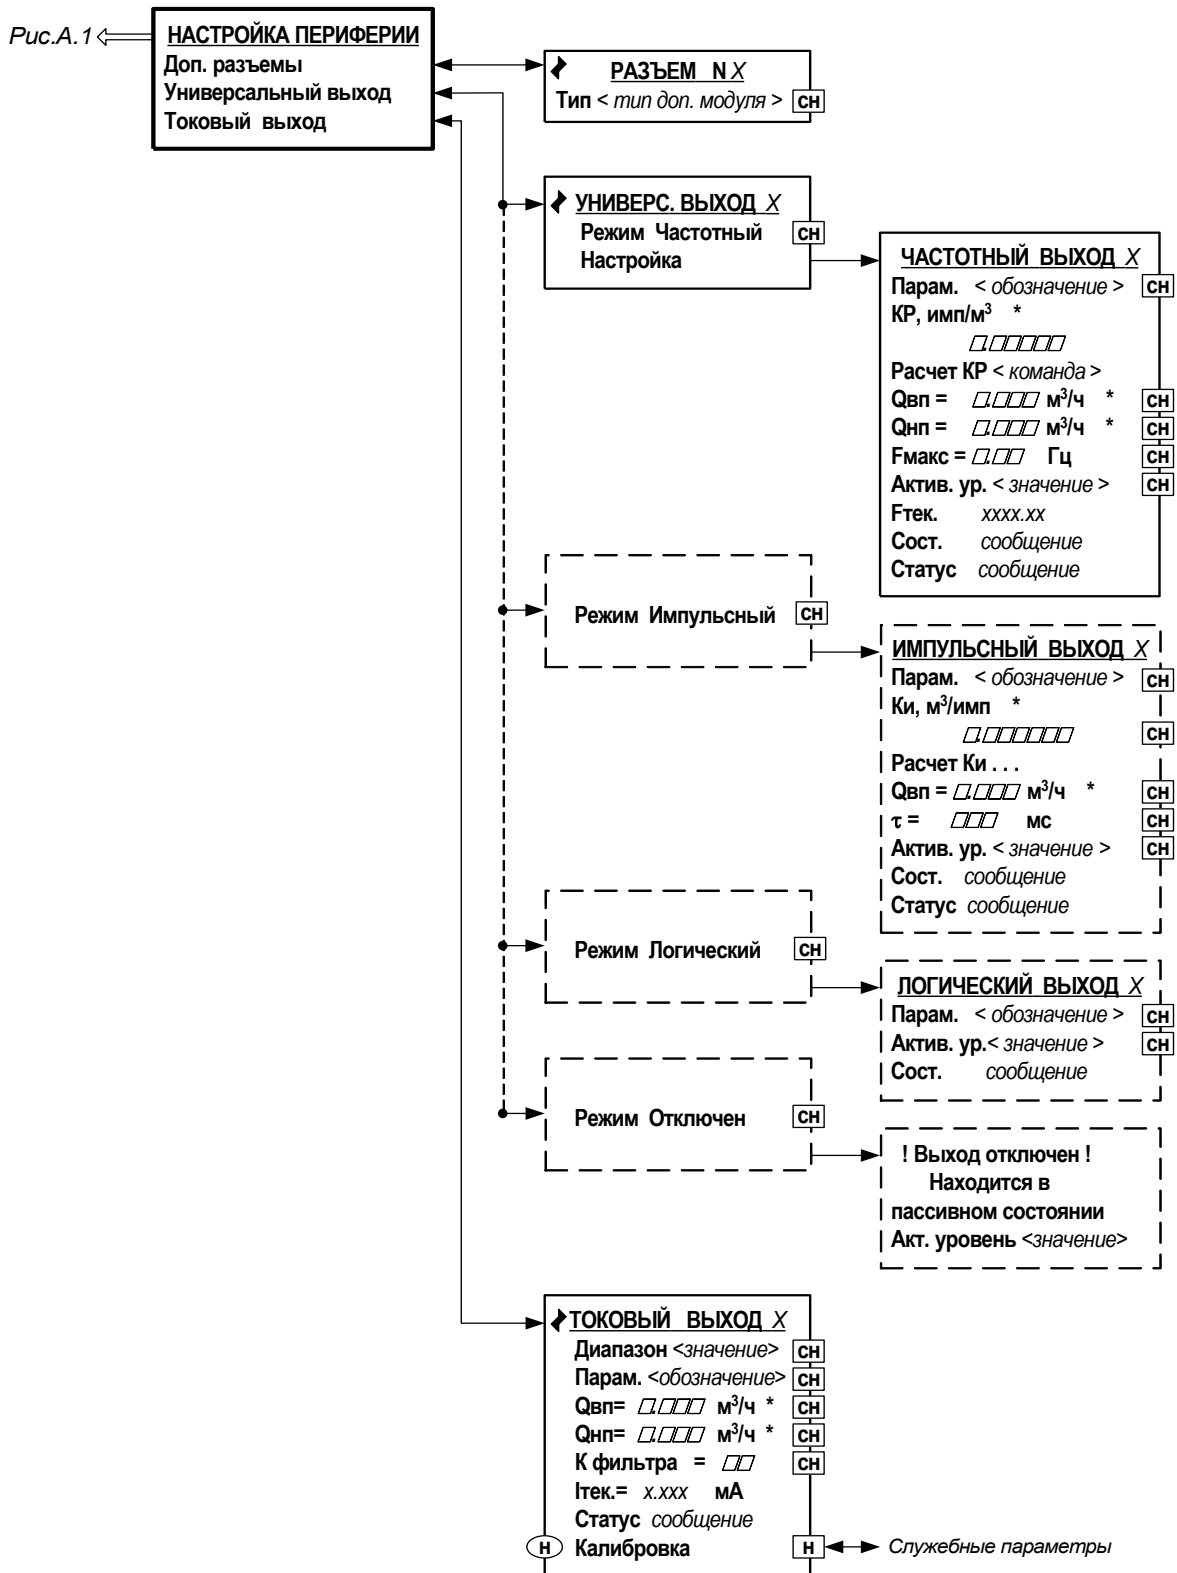 Рис.А.1
НАСТРОЙКА ПЕРИФЕРИИ
Доп. разъемы
Универсальный выход
Токовый выход
РАЗЪЕМ N X
Тип < тип доп. модуля > СН
УНИВЕРС. ВЫХОД X
Режим Частотный СН
Настройка
ЧАСТОТНЫЙ ВЫХОД X
Парам. < обозначение > СН
КР, имп/м³ *
▱.▱▱▱▱▱
Расчет КР < команда >
Qвп = ▱.▱▱▱ м³/ч * СН
Qнп = ▱.▱▱▱ м³/ч * СН
Fмакс = ▱.▱▱ Гц СН
Актив. ур. < значение > СН
Fтек. xxxx.xx
Сост. сообщение
Статус сообщение
Режим Импульсный СН
ИМПУЛЬСНЫЙ ВЫХОД X
Парам. < обозначение > СН
Ки, м³/имп *
▱.▱▱▱▱▱▱ СН
Расчет Ки . . .
Qвп = ▱.▱▱▱ м³/ч * СН
τ = ▱▱▱ мс СН
Актив. ур. < значение > СН
Сост. сообщение
Статус сообщение
Режим Логический СН
ЛОГИЧЕСКИЙ ВЫХОД X
Парам. < обозначение > СН
Актив. ур.< значение > СН
Сост. сообщение
Режим Отключен СН
! Выход отключен !
Находится в
пассивном состоянии
Акт. уровень <значение>
ТОКОВЫЙ ВЫХОД X
Диапазон <значение> СН
Парам. <обозначение> СН
Qвп= ▱.▱▱▱ м³/ч * СН
Qнп= ▱.▱▱▱ м³/ч * СН
К фильтра = ▱▱ СН
Iтек.= x.xxx мА
Статус сообщение
Н Калибровка Н Служебные параметры